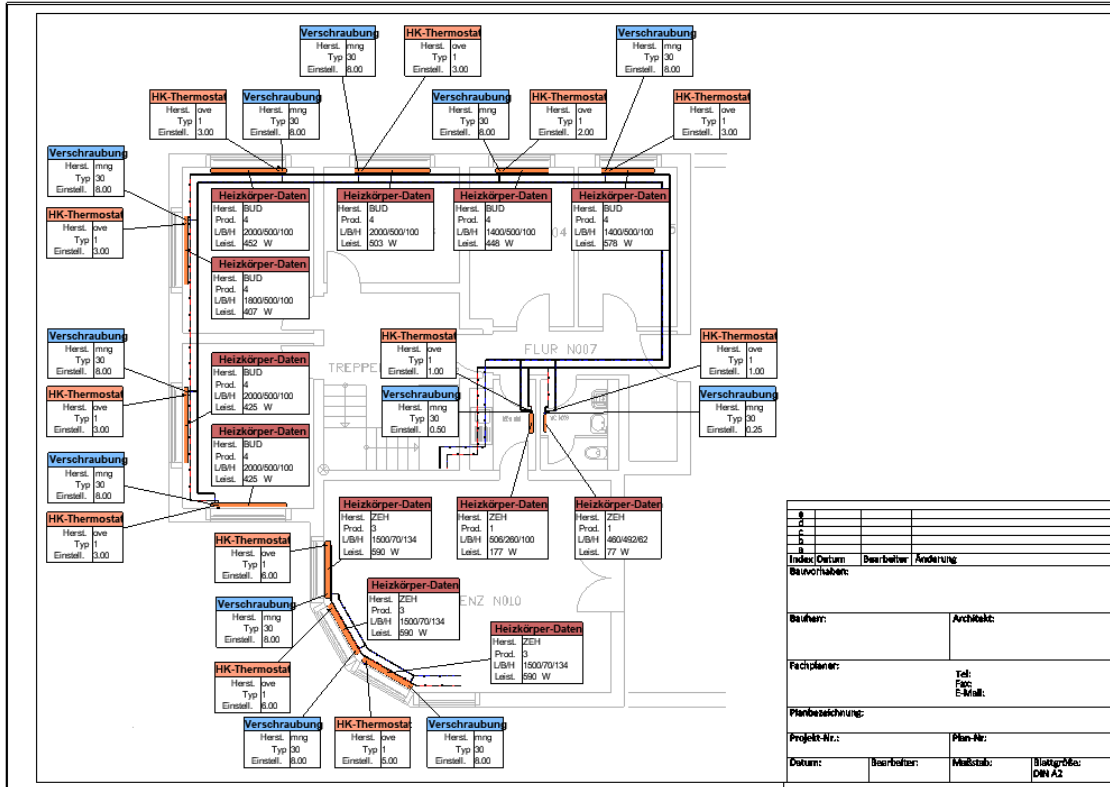 Verschraubung
Herst. mng
Typ 30
Einstell. 8.00
HK-Thermostat
Herst. ove
Typ 1
Einstell. 3.00
Verschraubung
Herst. mng
Typ 30
Einstell. 8.00
HK-Thermostat
Herst. ove
Typ 1
Einstell. 3.00
Verschraubung
Herst. mng
Typ 30
Einstell. 8.00
Verschraubung
Herst. mng
Typ 30
Einstell. 8.00
HK-Thermostat
Herst. ove
Typ 1
Einstell. 2.00
HK-Thermostat
Herst. ove
Typ 1
Einstell. 3.00
Verschraubung
Herst. mng
Typ 30
Einstell. 8.00
HK-Thermostat
Herst. ove
Typ 1
Einstell. 3.00
Heizkörper-Daten
Herst. BUD
Prod. 4
L/B/H 2000/500/100
Leist. 452 W
Heizkörper-Daten
Herst. BUD
Prod. 4
L/B/H 2000/500/100
Leist. 503 W
Heizkörper-Daten
Herst. BUD
Prod. 4
L/B/H 1400/500/100
Leist. 448 W
Heizkörper-Daten
Herst. BUD
Prod. 4
L/B/H 1400/500/100
Leist. 578 W
Heizkörper-Daten
Herst. BUD
Prod. 4
L/B/H 1800/500/100
Leist. 407 W
Verschraubung
Herst. mng
Typ 30
Einstell. 8.00
HK-Thermostat
Herst. ove
Typ 1
Einstell. 3.00
Heizkörper-Daten
Herst. BUD
Prod. 4
L/B/H 2000/500/100
Leist. 425 W
Heizkörper-Daten
Herst. BUD
Prod. 4
L/B/H 2000/500/100
Leist. 425 W
TREPPE
FLUR N007
HK-Thermostat
Herst. ove
Typ 1
Einstell. 1.00
Verschraubung
Herst. mng
Typ 30
Einstell. 0.50
HK-Thermostat
Herst. ove
Typ 1
Einstell. 1.00
Verschraubung
Herst. mng
Typ 30
Einstell. 0.25
Verschraubung
Herst. mng
Typ 30
Einstell. 8.00
HK-Thermostat
Herst. ove
Typ 1
Einstell. 3.00
Heizkörper-Daten
Herst. ZEH
Prod. 3
L/B/H 1500/70/134
Leist. 590 W
Heizkörper-Daten
Herst. ZEH
Prod. 1
L/B/H 506/260/100
Leist. 177 W
Heizkörper-Daten
Herst. ZEH
Prod. 1
L/B/H 460/492/62
Leist. 77 W
HK-Thermostat
Herst. ove
Typ 1
Einstell. 6.00
Verschraubung
Herst. mng
Typ 30
Einstell. 8.00
Heizkörper-Daten
Herst. ZEH
Prod. 3
L/B/H 1500/70/134
Leist. 590 W
ENZ N010
Heizkörper-Daten
Herst. ZEH
Prod. 3
L/B/H 1500/70/134
Leist. 590 W
HK-Thermostat
Herst. ove
Typ 1
Einstell. 6.00
Verschraubung
Herst. mng
Typ 30
Einstell. 8.00
HK-Thermostat
Herst. ove
Typ 1
Einstell. 5.00
Verschraubung
Herst. mng
Typ 30
Einstell. 8.00
e
d
c
b
a
Index Datum Bearbeiter Änderung
Bauvorhaben:
Bauherr: Architekt:
Fachplaner:
Tel:
Fax:
E-Mail:
Planbezeichnung:
Projekt-Nr.: Plan-Nr:
Datum: Bearbeiter: Maßstab: Blattgröße:
DIN A2